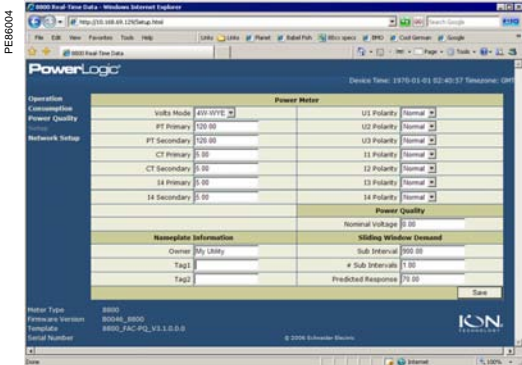 PE86004
8800 Real-Time Data - Windows Internet Explorer
http://10.168.69.129/Setup.html
File Edit View Favorites Tools Help
8800 Real-Time Data
PowerLogic
Device Time: 1970-01-01 02:40:57 Timezone: GMT
Operation
Consumption
Power Quality
Setup
Network Setup
Power Meter
Volts Mode 4W-WYE U1 Polarity Normal
PT Primary 120.00 U2 Polarity Normal
PT Secondary 120.00 U3 Polarity Normal
CT Primary 5.00 I1 Polarity Normal
CT Secondary 5.00 I2 Polarity Normal
I4 Primary 5.00 I3 Polarity Normal
I4 Secondary 5.00 I4 Polarity Normal
Power Quality
Nominal Voltage 0.00
Nameplate Information Sliding Window Demand
Owner My Utility Sub Interval 900.00
Tag1 # Sub Intervals 1.00
Tag2 Predicted Response 70.00
Save
Meter Type 8800
Firmware Version
Template 8800_FAC-PQ_V3.1.0.0.0
Serial Number
© 2006 Schneider Electric
ION
TECHNOLOGY
Done Internet 100%